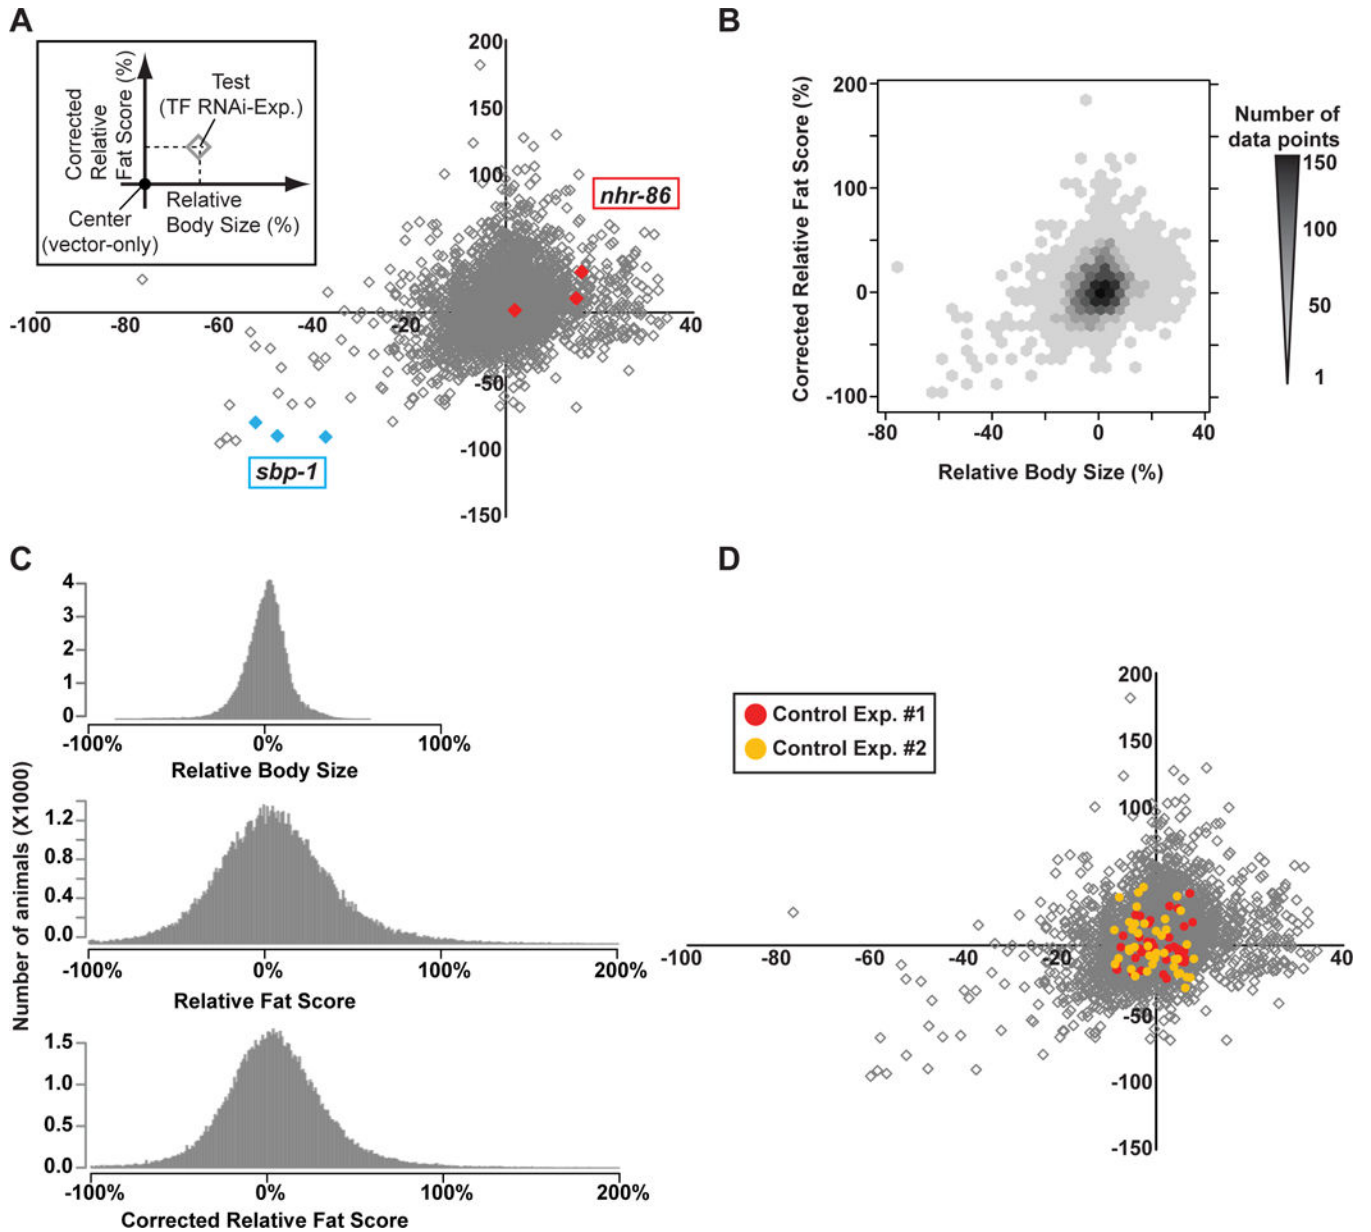 A
200
150
100
-50
-100
-150
-100
-80
-60
-40
-20
40
Corrected
Relative
Fat Score (%)
Test
(TF RNAi-Exp.)
Relative
Body Size (%)
Center
(vector-only)
nhr-86
sbp-1
B
Corrected Relative Fat Score (%)
200
100
0
-100
-80
-40
0
40
Relative Body Size (%)
Number of
data points
150
100
50
1
C
Number of animals (X1000)
4
3
2
1
0
-100%
0%
100%
Relative Body Size
1.2
0.8
0.4
0.0
-100%
0%
100%
200%
Relative Fat Score
1.5
1.0
0.5
0.0
-100%
0%
100%
200%
Corrected Relative Fat Score
D
Control Exp. #1
Control Exp. #2
200
150
100
-50
-100
-150
-100
-80
-60
-40
-20
40